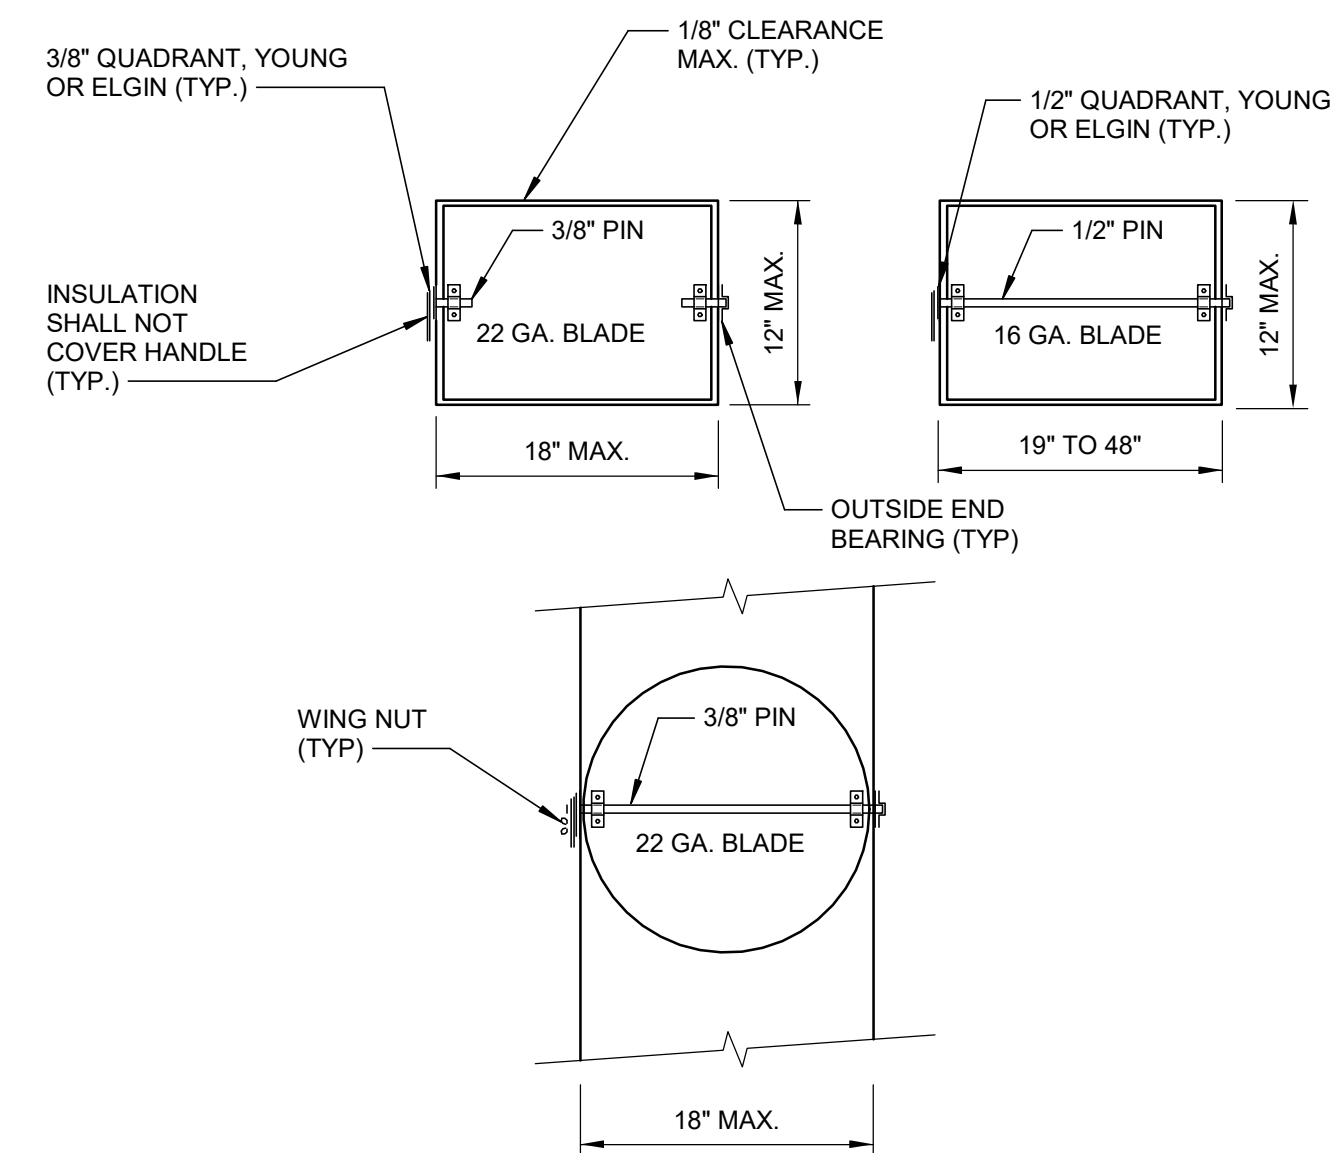 3/8" QUADRANT, YOUNG
OR ELGIN (TYP.)
1/8" CLEARANCE
MAX. (TYP.)
1/2" QUADRANT, YOUNG
OR ELGIN (TYP.)
INSULATION
SHALL NOT
COVER HANDLE
(TYP.)
3/8" PIN
22 GA. BLADE
12" MAX.
18" MAX.
1/2" PIN
16 GA. BLADE
12" MAX.
19" TO 48"
OUTSIDE END
BEARING (TYP)
WING NUT
(TYP)
3/8" PIN
22 GA. BLADE
18" MAX.